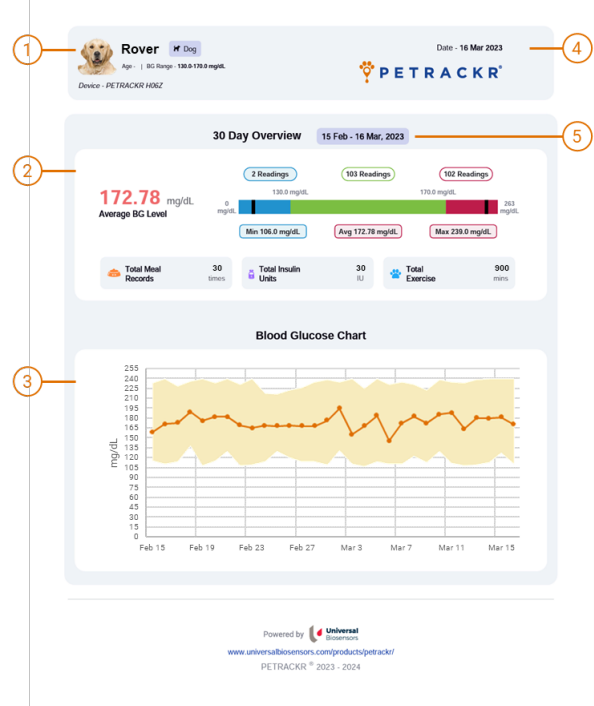 1
Rover
Dog
Age - | BG Range - 130.0-170.0 mg/dL
Device - PETRACKR H06Z
Date - 16 Mar 2023
4
PETRACKR®
30 Day Overview
15 Feb - 16 Mar, 2023
5
2
2 Readings
103 Readings
102 Readings
172.78 mg/dL
Average BG Level
130.0 mg/dL
170.0 mg/dL
0
mg/dL
263
mg/dL
Min 106.0 mg/dL
Avg 172.78 mg/dL
Max 239.0 mg/dL
Total Meal
Records
30
times
Total Insulin
Units
30
IU
Total
Exercise
900
mins
Blood Glucose Chart
3
mg/dL
255
240
225
210
195
180
165
150
135
120
105
90
75
60
45
30
15
0
Feb 15
Feb 19
Feb 23
Feb 27
Mar 3
Mar 7
Mar 11
Mar 15
Powered by Universal
Biosensors
www.universalbiosensors.com/products/petrackr/
PETRACKR ® 2023 - 2024